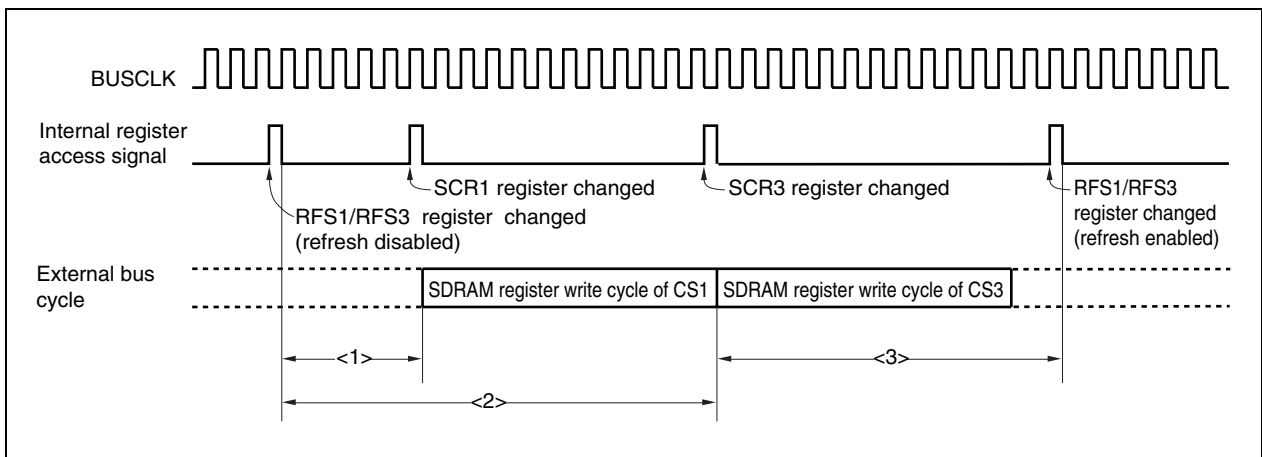 BUSCLK
Internal register
access signal
SCR1 register changed
SCR3 register changed
RFS1/RFS3 register changed
(refresh disabled)
RFS1/RFS3
register changed
(refresh enabled)
External bus
cycle
SDRAM register write cycle of CS1
SDRAM register write cycle of CS3
<1>
<3>
<2>